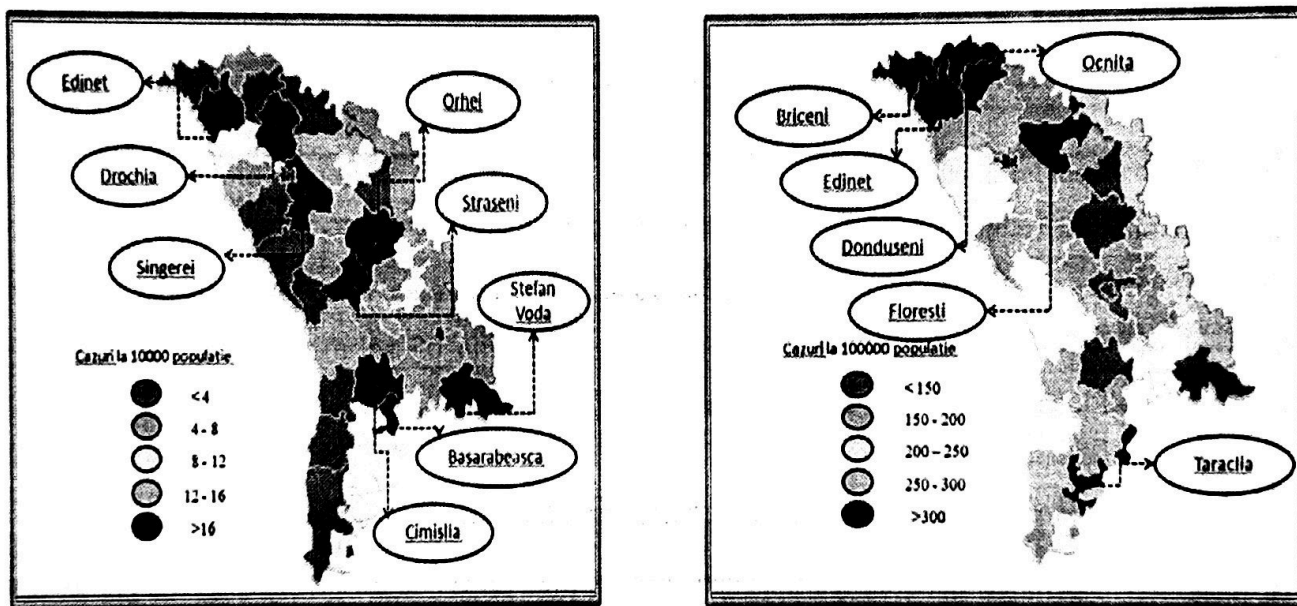 Edinet
Orhei
Drochia
Straseni
Singerei
Stefan
Voda
Cazuri la 10000 populatie
<4
4 - 8
8 - 12
12 - 16
>16
Basarabeasca
Cimislia
Ocnita
Briceni
Edinet
Donduseni
Floresti
Cazuri la 100000 populatie
<150
150 - 200
200 – 250
250 - 300
>300
Taraclia